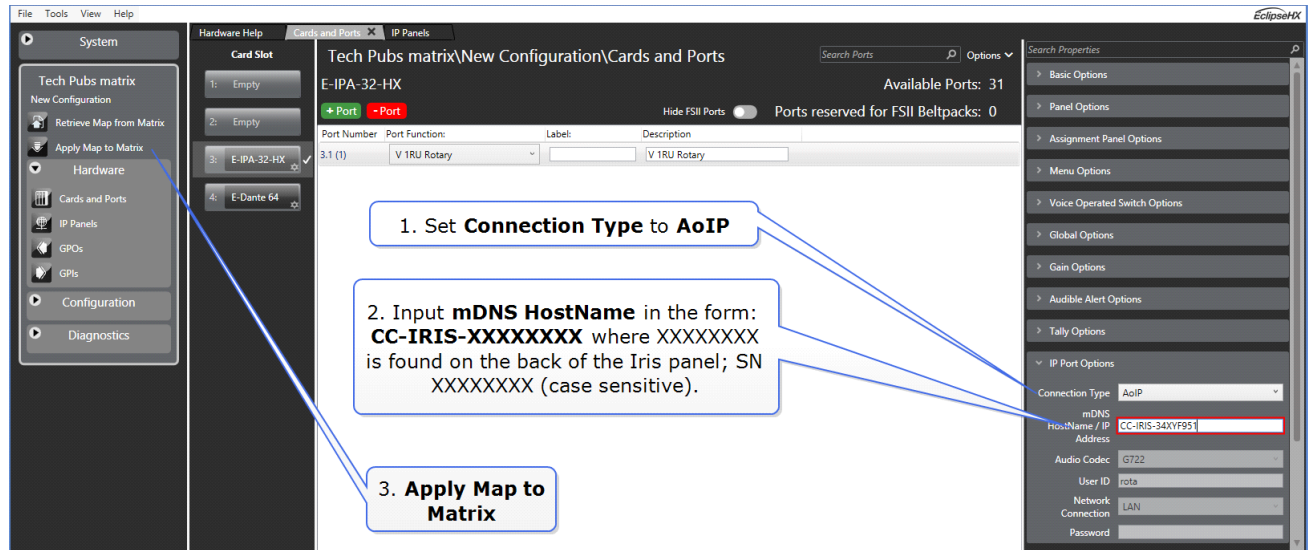 File Tools View Help
EclipseHX
System
Tech Pubs matrix
New Configuration
Retrieve Map from Matrix
Apply Map to Matrix
Hardware
Cards and Ports
IP Panels
GPOs
GPIs
Configuration
Diagnostics
Hardware Help Cards and Ports X IP Panels
Card Slot
1: Empty
2: Empty
3: E-IPA-32-HX
4: E-Dante 64
Tech Pubs matrix\New Configuration\Cards and Ports
Search Ports Options
E-IPA-32-HX Available Ports: 31
+ Port - Port Hide FSII Ports Ports reserved for FSII Beltpacks: 0
Port Number Port Function: Label: Description
3.1 (1) V 1RU Rotary V 1RU Rotary
1. Set Connection Type to AoIP
2. Input mDNS HostName in the form:
CC-IRIS-XXXXXXXX where XXXXXXXX
is found on the back of the Iris panel; SN
XXXXXXXX (case sensitive).
3. Apply Map to
Matrix
Search Properties
Basic Options
Panel Options
Assignment Panel Options
Menu Options
Voice Operated Switch Options
Global Options
Gain Options
Audible Alert Options
Tally Options
IP Port Options
Connection Type AoIP
mDNS
HostName / IP CC-IRIS-34XYF951
Address
Audio Codec G722
User ID rota
Network
Connection LAN
Password